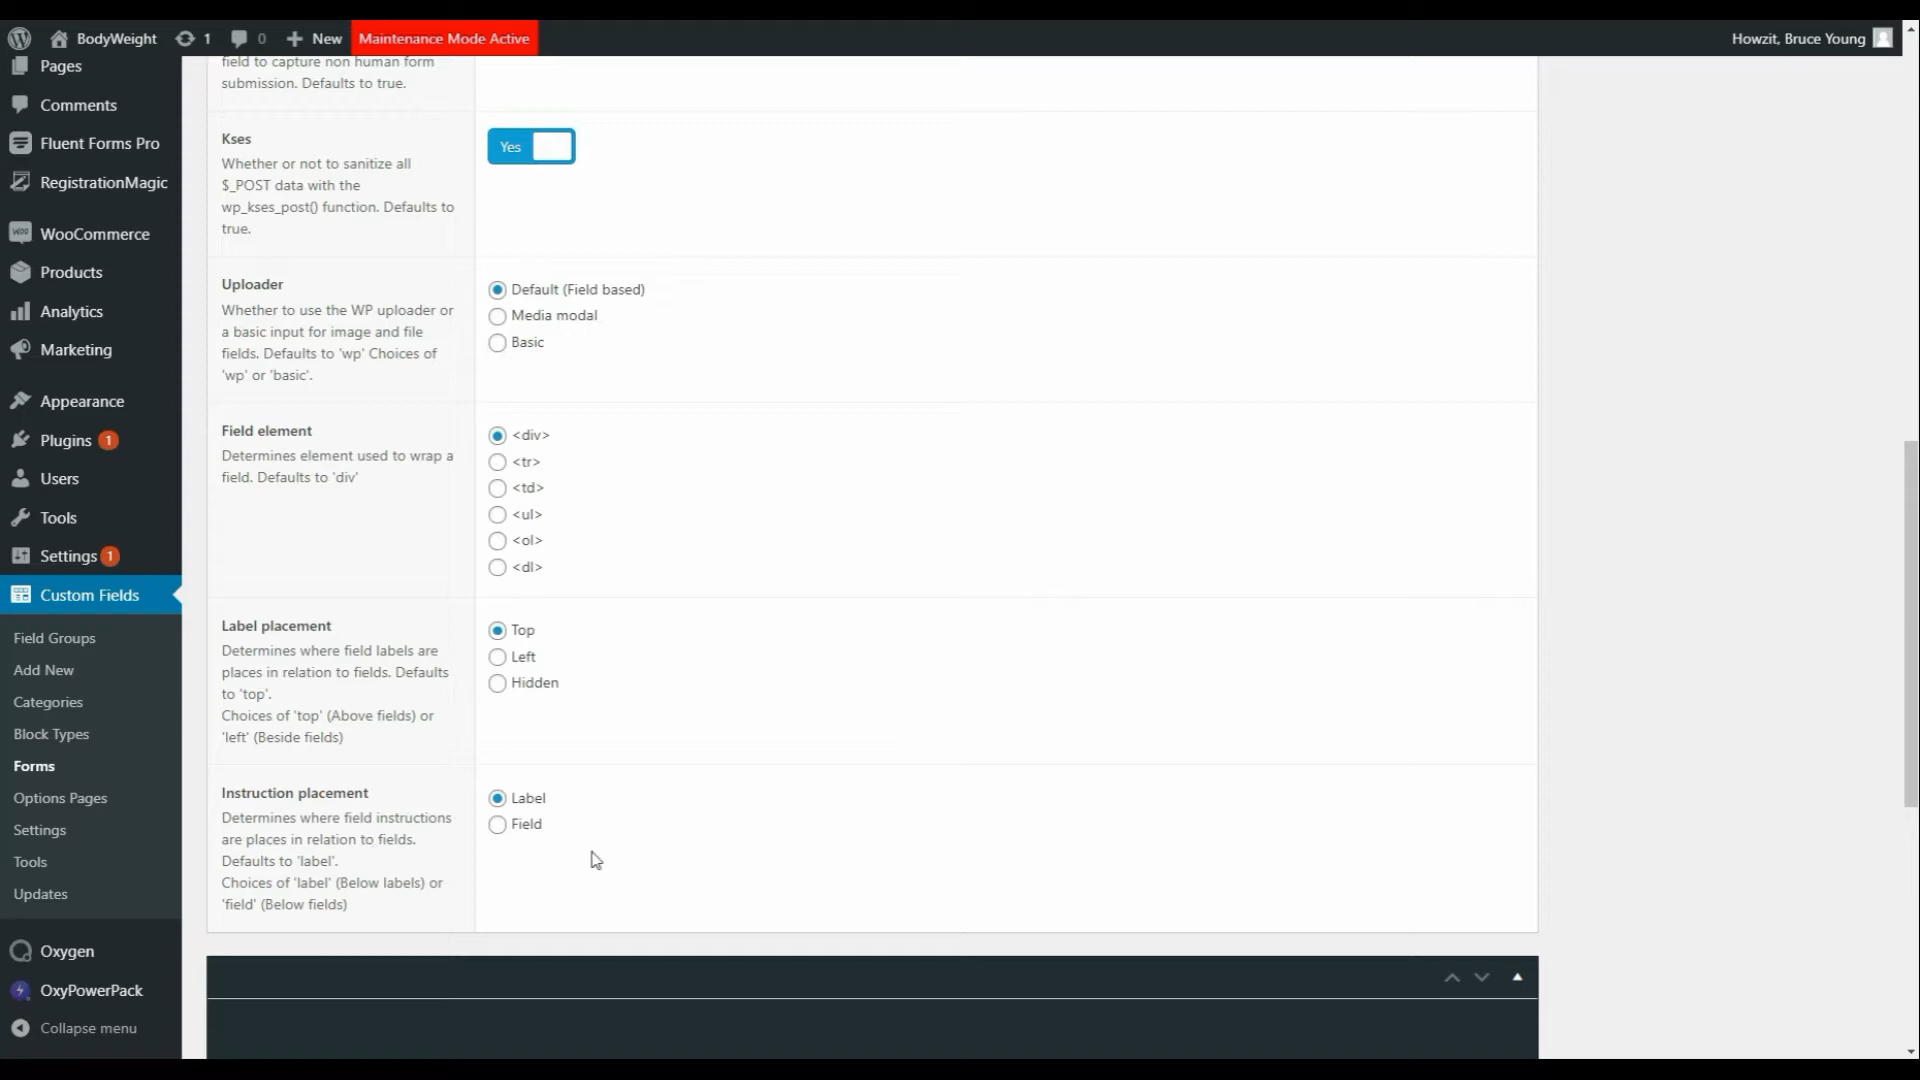 BodyWeight
1
0
New
Maintenance Mode Active
Howzit, Bruce Young
Pages
Comments
Fluent Forms Pro
RegistrationMagic
WOO
WooCommerce
Products
Analytics
Marketing
Appearance
Plugins 1
Users
Tools
Settings 1
Custom Fields
Field Groups
Add New
Categories
Block Types
Forms
Options Pages
Settings
Tools
Updates
Oxygen
OxyPowerPack
Collapse menu
field to capture non human form
submission. Defaults to true.
Kses
Whether or not to sanitize all
$_POST data with the
wp_kses_post() function. Defaults to
true.
Yes
Uploader
Whether to use the WP uploader or
a basic input for image and file
fields. Defaults to 'wp' Choices of
'wp' or 'basic'.
Default (Field based)
Media modal
Basic
Field element
Determines element used to wrap a
field. Defaults to 'div'
<div>
<tr>
<td>
<ul>
<ol>
<dl>
Label placement
Determines where field labels are
places in relation to fields. Defaults
to 'top'.
Choices of 'top' (Above fields) or
'left' (Beside fields)
Top
Left
Hidden
Instruction placement
Determines where field instructions
are places in relation to fields.
Defaults to 'label'.
Choices of 'label' (Below labels) or
'field' (Below fields)
Label
Field